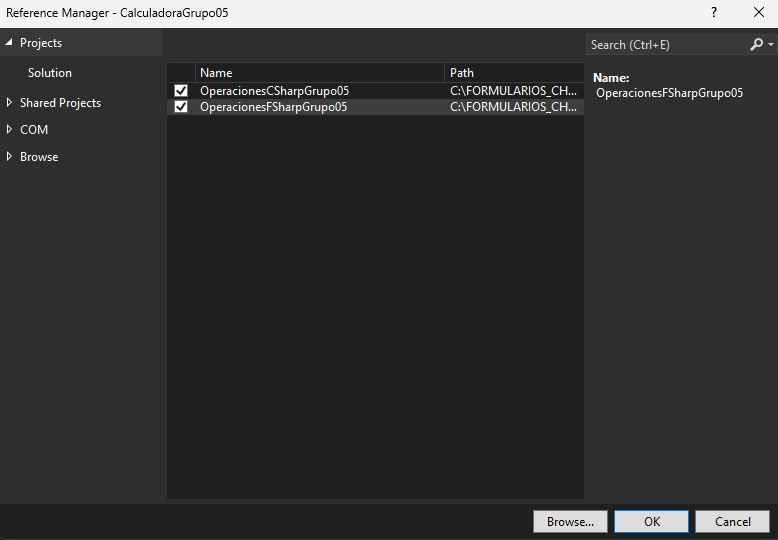 Reference Manager - CalculadoraGrupo05
?
Projects
Solution
Shared Projects
COM
Browse
Search (Ctrl+E)
Name Path
OperacionesCSharpGrupo05 C:\FORMULARIOS_CH...
OperacionesFSharpGrupo05 C:\FORMULARIOS_CH...
Name:
OperacionesFSharpGrupo05
Browse... OK Cancel